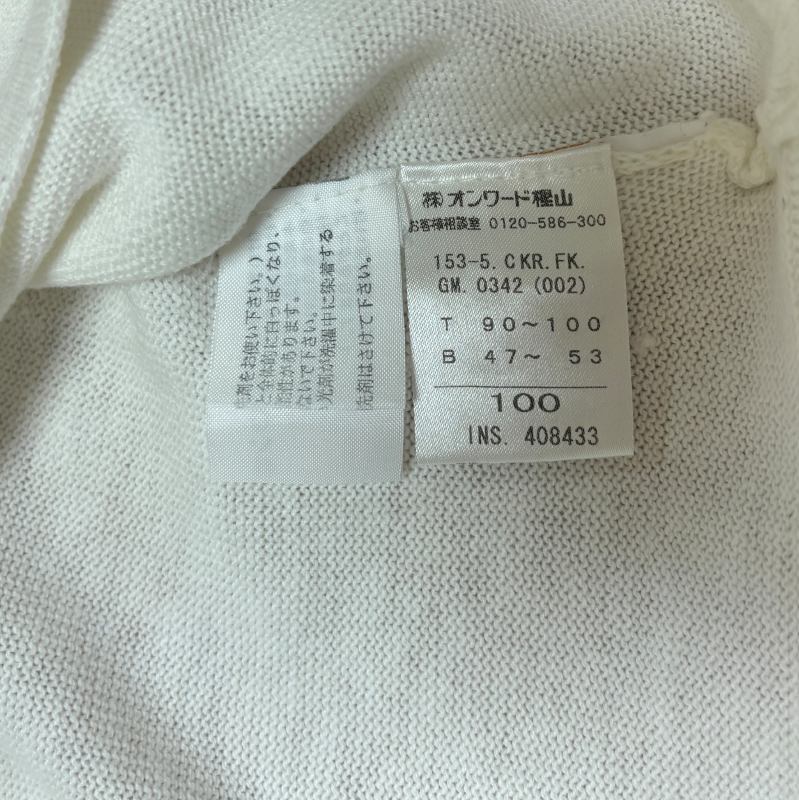 ㈱オンワード樫山
お客様相談室 0120-586-300
153-5. CKR. FK.
GM. 0342 (002)
T 90～100
B 47～ 53
100
INS. 408433
剤をお使い下さい。)
と全体的に白っぽくなり、
性があります。
ないで下さい。
光剤が洗濯中に染着する
洗剤はさけて下さい。